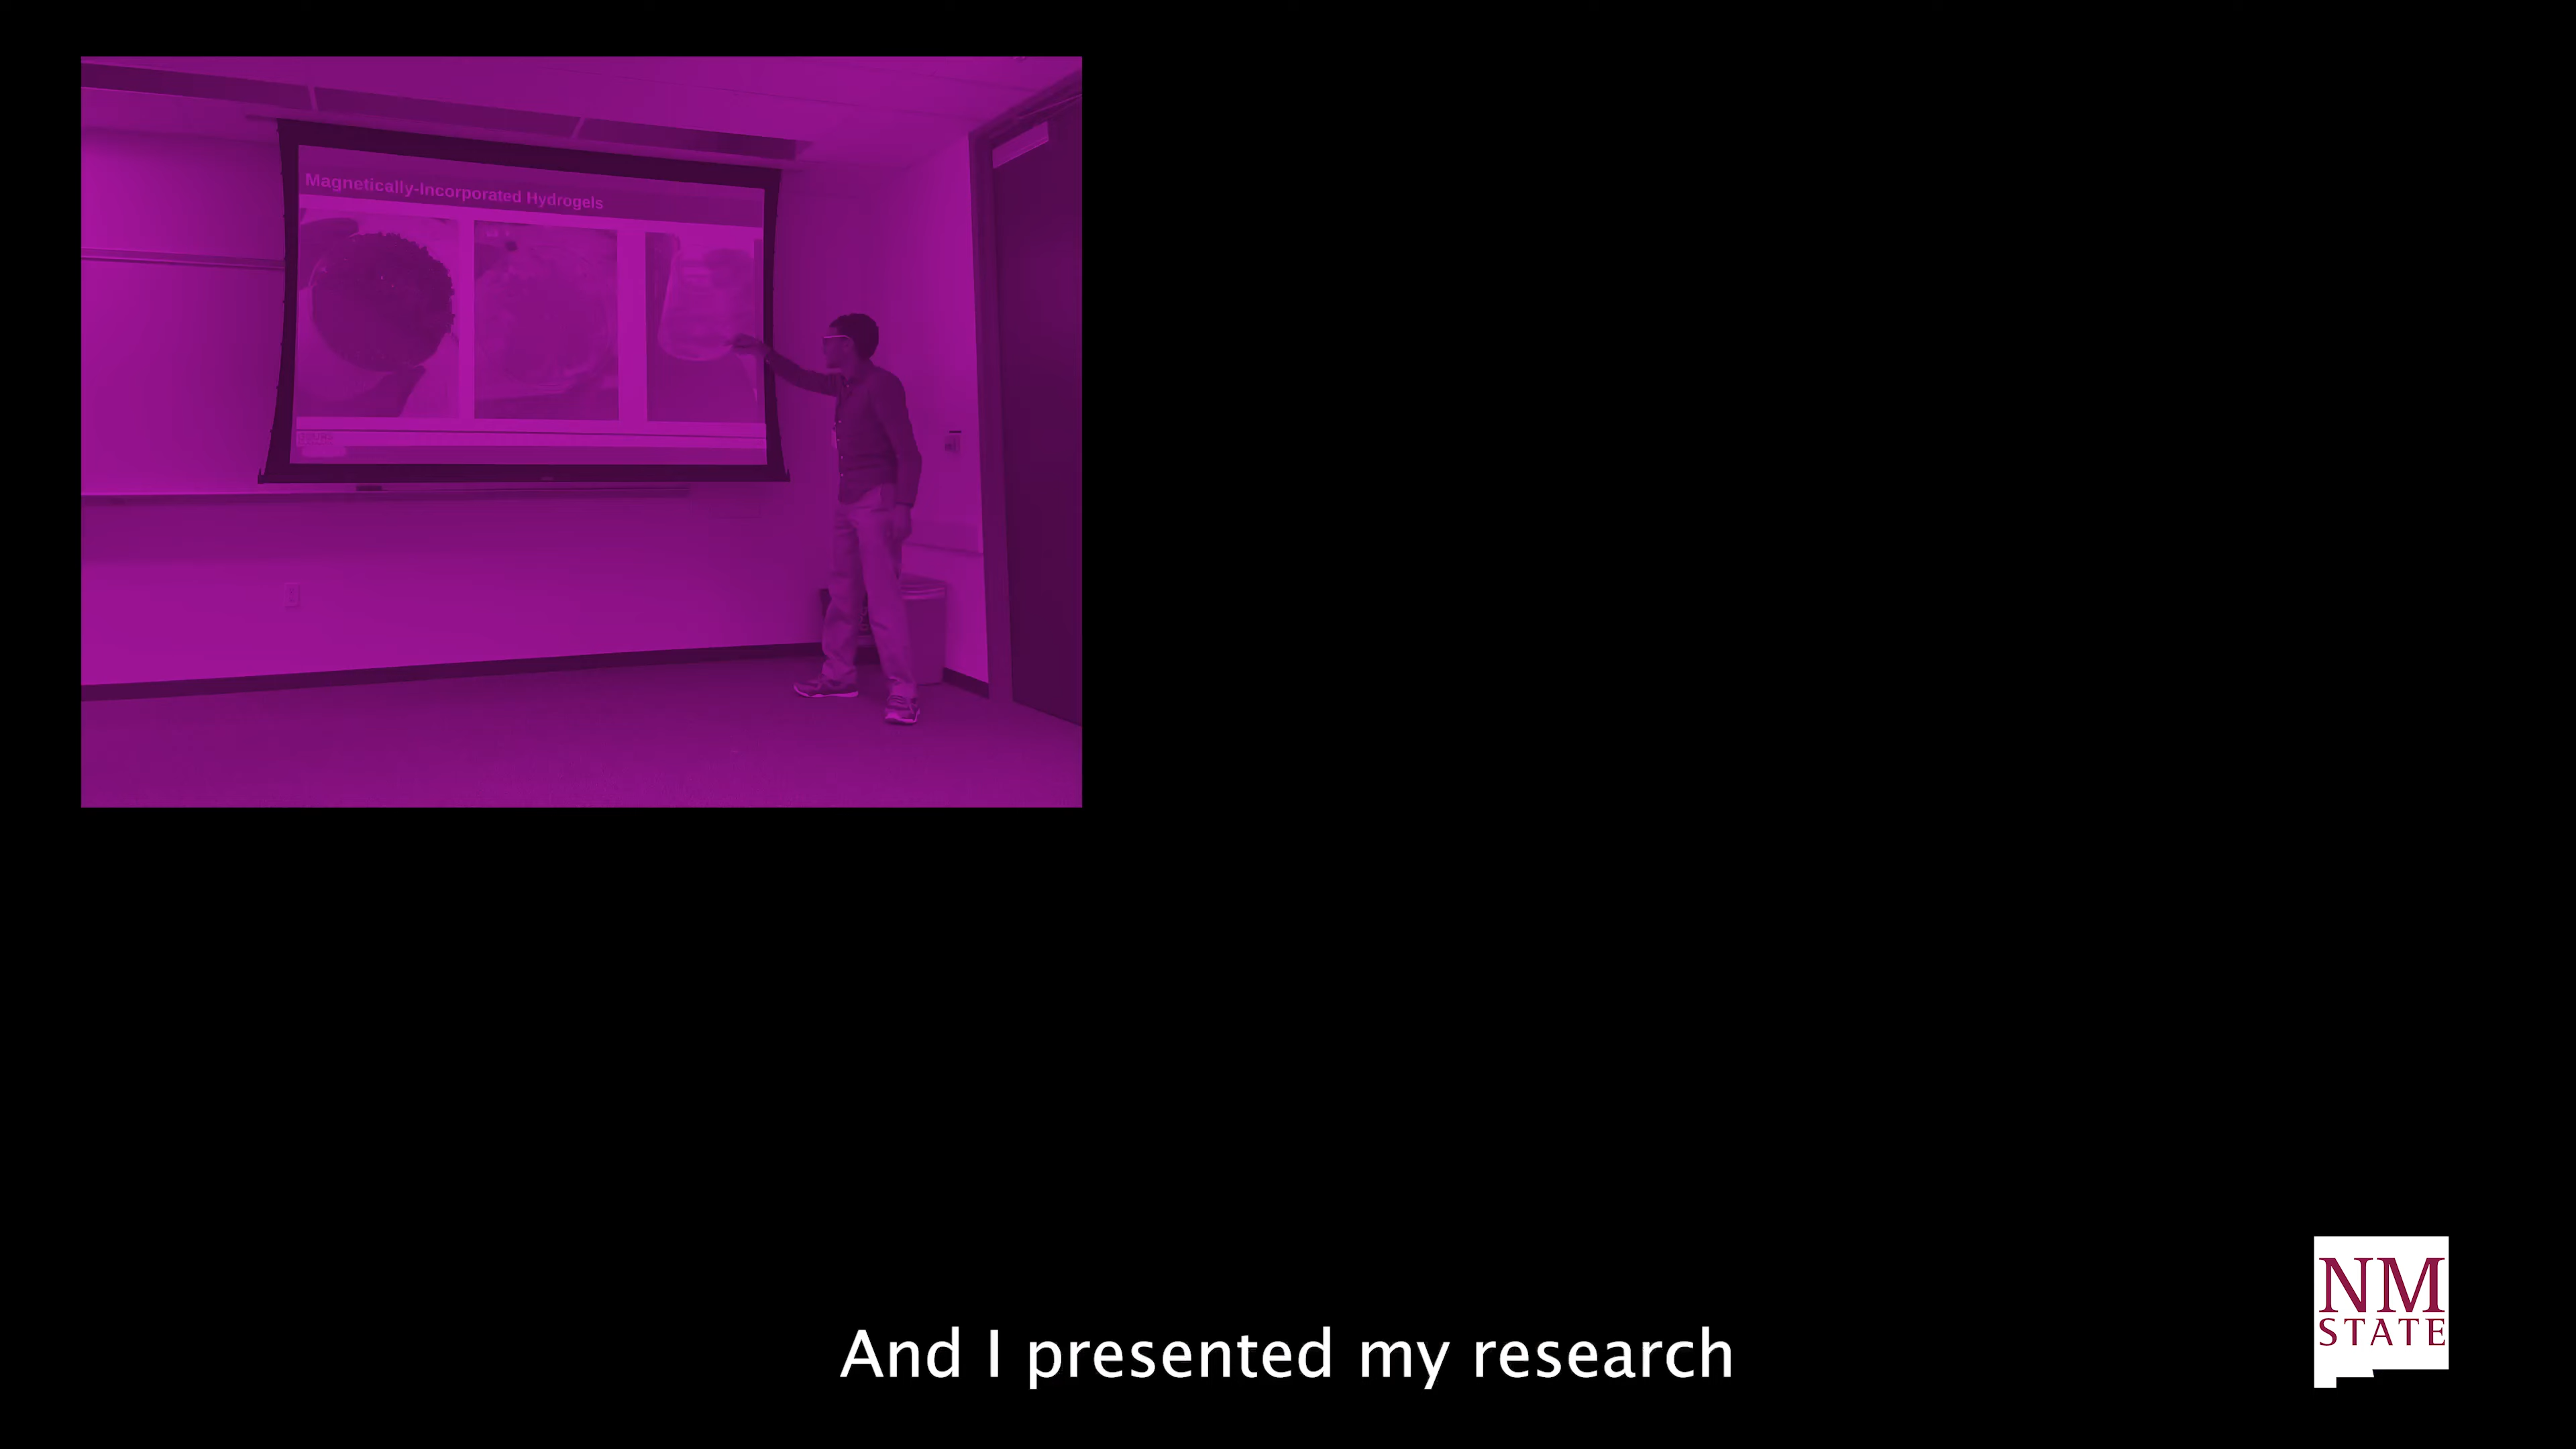 Magnetically-Incorporated Hydrogels
And I presented my research
NM
STATE